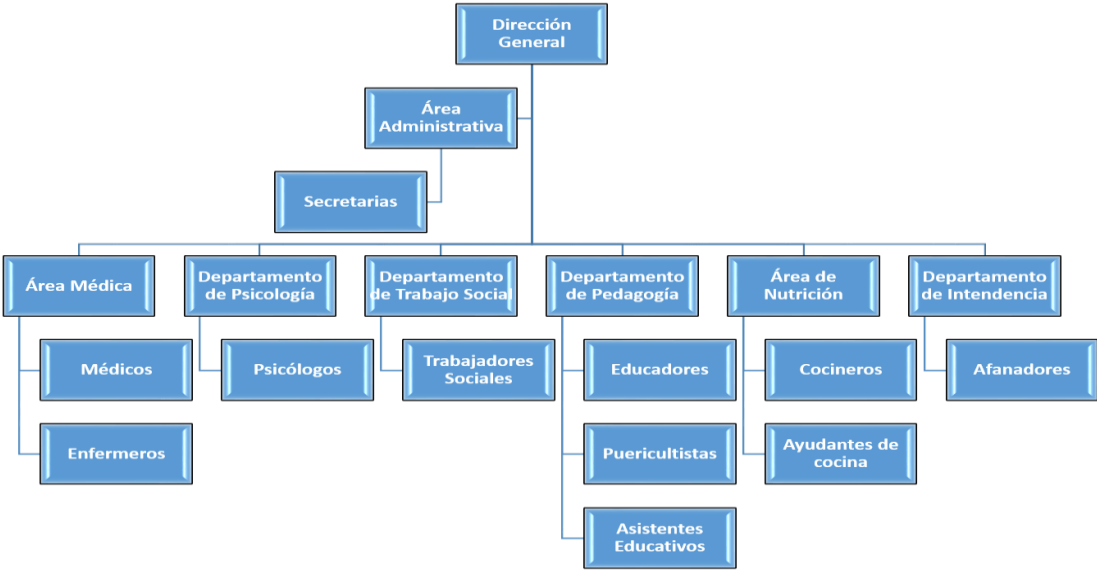 Dirección
General
Área
Administrativa
Secretarias
Área Médica
Departamento
de Psicología
Departamento
de Trabajo Social
Departamento
de Pedagogía
Área de
Nutrición
Departamento
de Intendencia
Médicos
Psicólogos
Trabajadores
Sociales
Educadores
Cocineros
Afanadores
Enfermeros
Puericultistas
Ayudantes de
cocina
Asistentes
Educativos